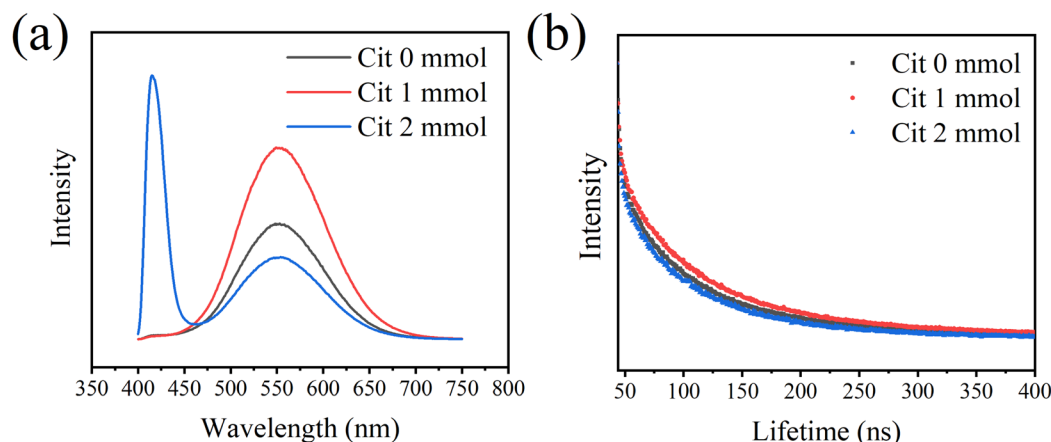 (a)
Cit 0 mmol
Cit 1 mmol
Cit 2 mmol
Intensity
350 400 450 500 550 600 650 700 750 800
Wavelength (nm)
(b)
Cit 0 mmol
Cit 1 mmol
Cit 2 mmol
Intensity
50 100 150 200 250 300 350 400
Lifetime (ns)